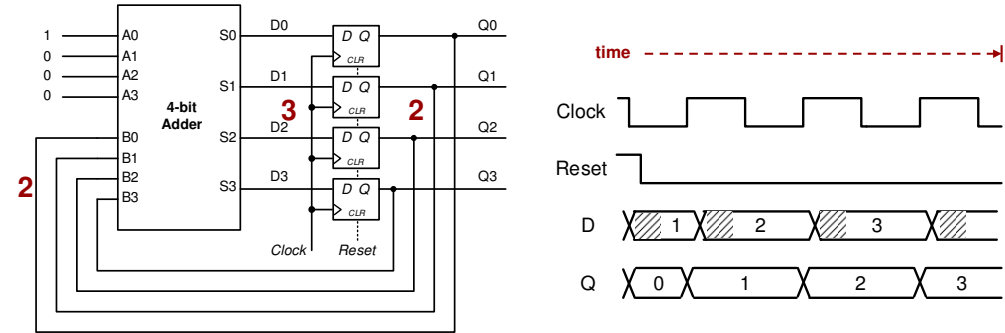 D0 Q0
1 A0 S0 D Q
0 A1 CLR
0 A2 D1 Q1
0 A3 S1 D Q
4-bit
Adder
3 CLR 2
D2 Q2
B0 S2 D Q
B1 CLR
2 B2 D3 Q3
B3 S3 D Q
CLR
Clock Reset
time
Clock
Reset
D 1 2 3
Q 0 1 2 3